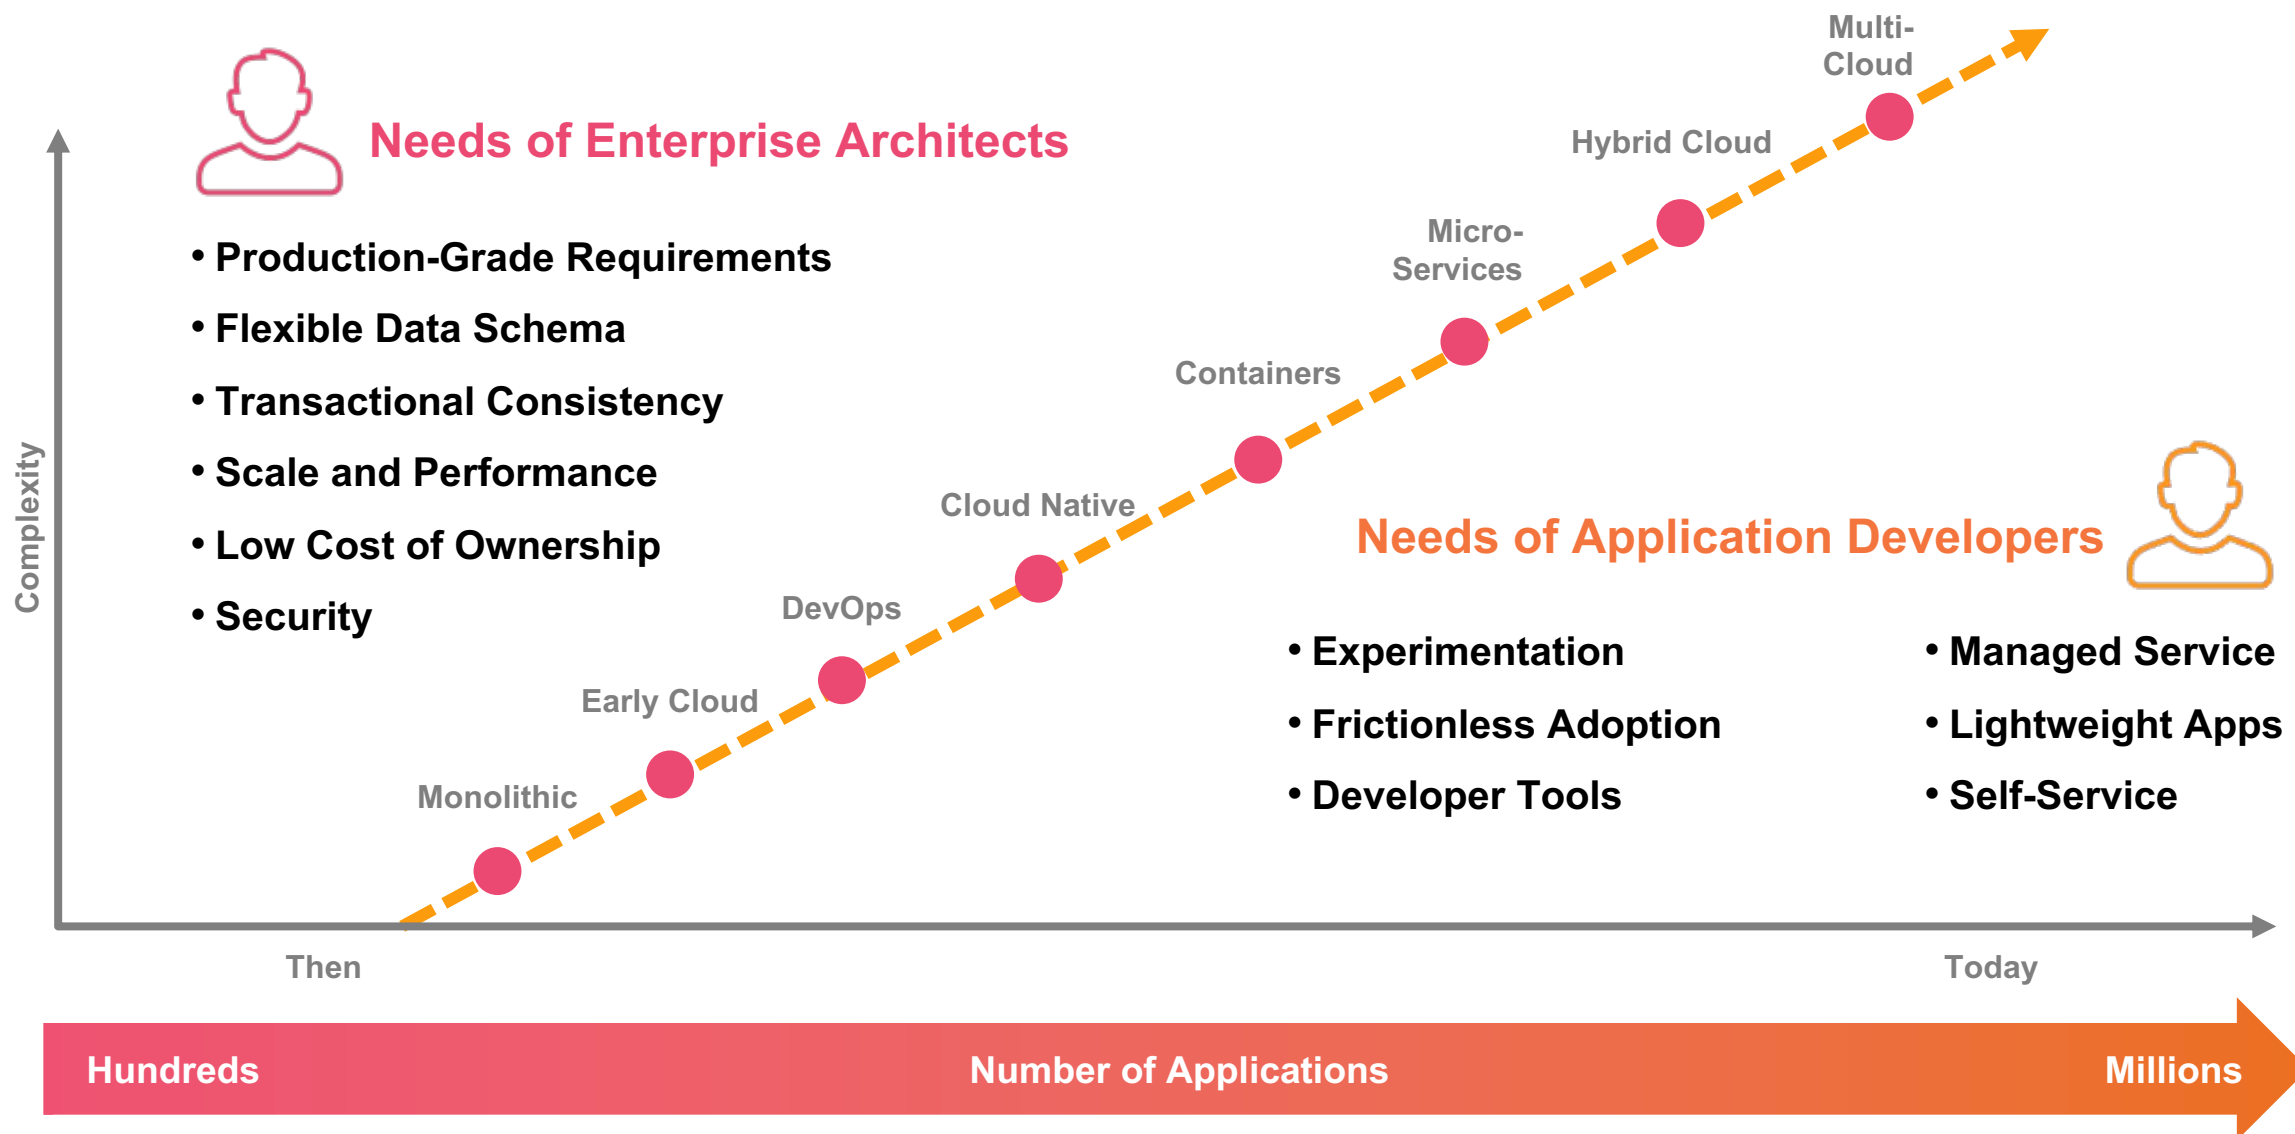 Needs of Enterprise Architects
• Production-Grade Requirements
• Flexible Data Schema
• Transactional Consistency
• Scale and Performance
• Low Cost of Ownership
• Security
Complexity
Multi-
Cloud
Hybrid Cloud
Micro-
Services
Containers
Cloud Native
DevOps
Early Cloud
Monolithic
Needs of Application Developers
• Experimentation
• Frictionless Adoption
• Developer Tools
• Managed Service
• Lightweight Apps
• Self-Service
Then
Today
Hundreds
Number of Applications
Millions